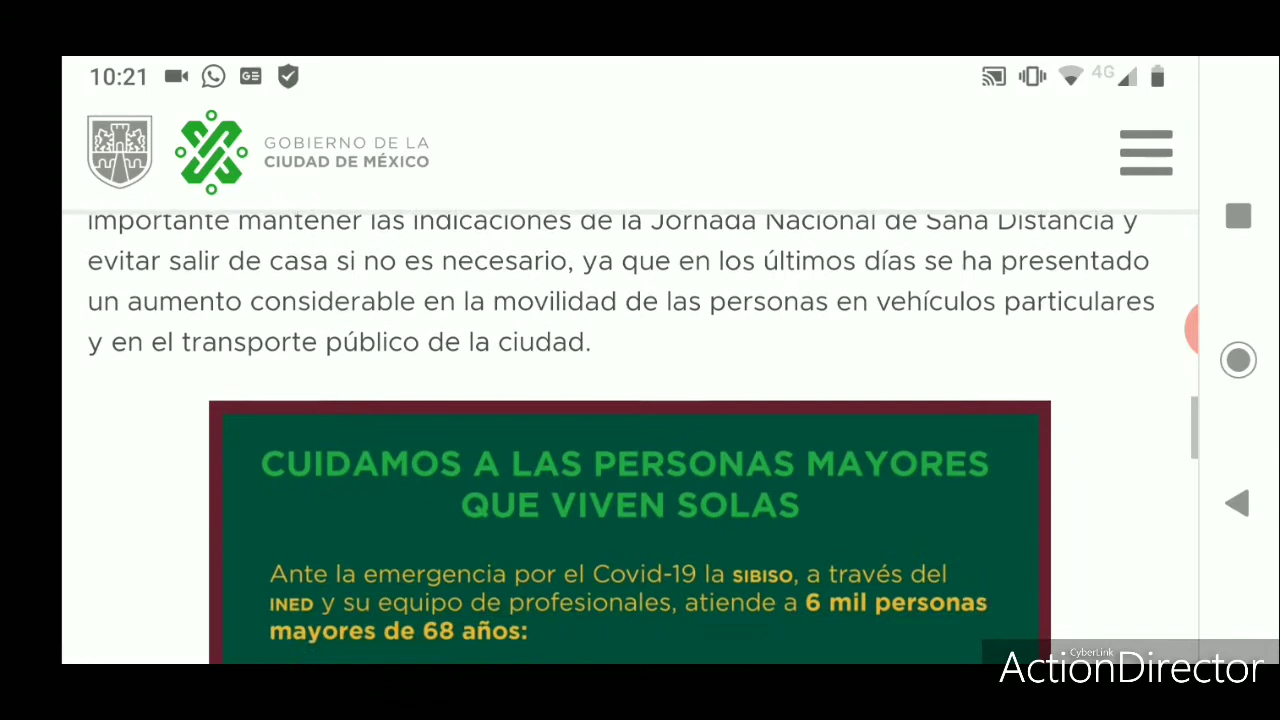 10:21
GE
4G
GOBIERNO DE LA
CIUDAD DE MÉXICO
importante mantener las indicaciones de la Jornada Nacional de Sana Distancia y
evitar salir de casa si no es necesario, ya que en los últimos días se ha presentado
un aumento considerable en la movilidad de las personas en vehículos particulares
y en el transporte público de la ciudad.
CUIDAMOS A LAS PERSONAS MAYORES
QUE VIVEN SOLAS
Ante la emergencia por el Covid-19 la SIBISO, a través del
INED y su equipo de profesionales, atiende a 6 mil personas
mayores de 68 años:
CyberLink
ActionDirector